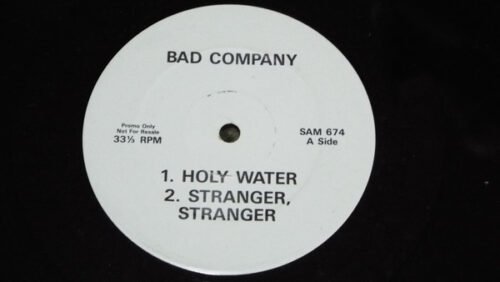 BAD COMPANY
Promo Only
Not For Resale
33⅓ RPM
SAM 674
A Side
1. HOLY WATER
2. STRANGER,
STRANGER